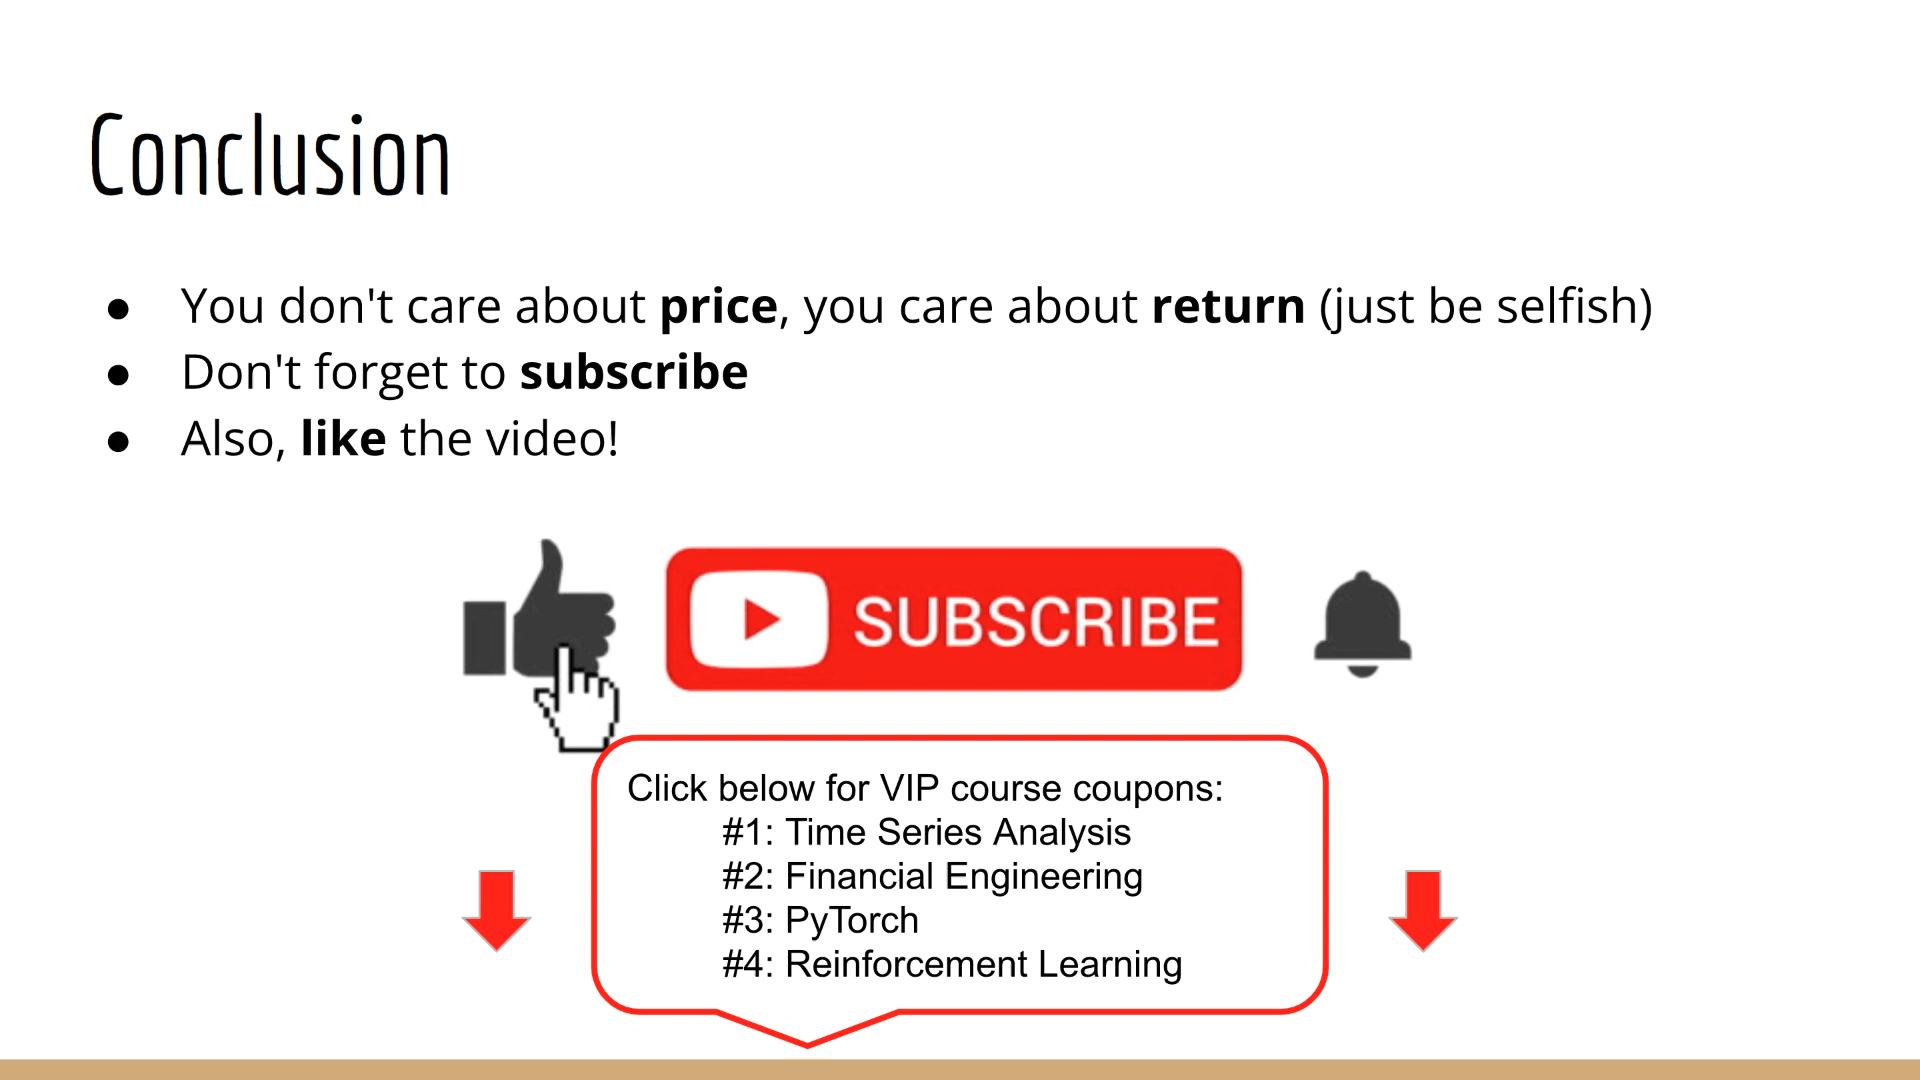 Conclusion
● You don't care about price, you care about return (just be selfish)
● Don't forget to subscribe
● Also, like the video!
SUBSCRIBE
Click below for VIP course coupons:
#1: Time Series Analysis
#2: Financial Engineering
#3: PyTorch
#4: Reinforcement Learning